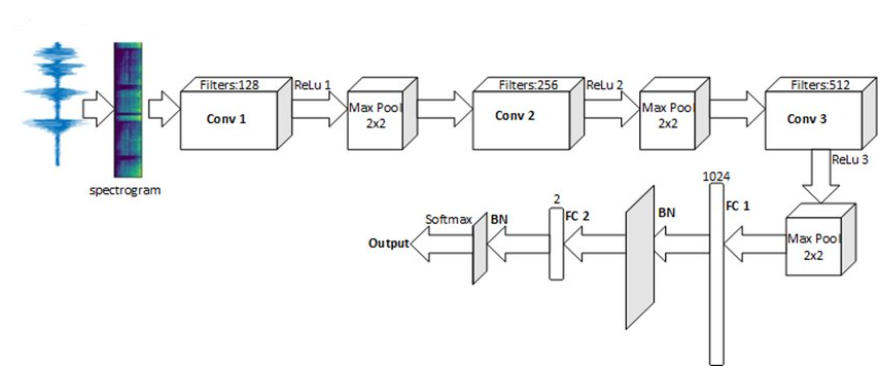 Filters:128
ReLu 1
Conv 1
Max Pool
2x2
Filters:256
ReLu 2
Conv 2
Max Pool
2x2
Filters:512
Conv 3
ReLu 3
spectrogram
Max Pool
2x2
1024
FC 1
BN
2
FC 2
BN
Softmax
Output